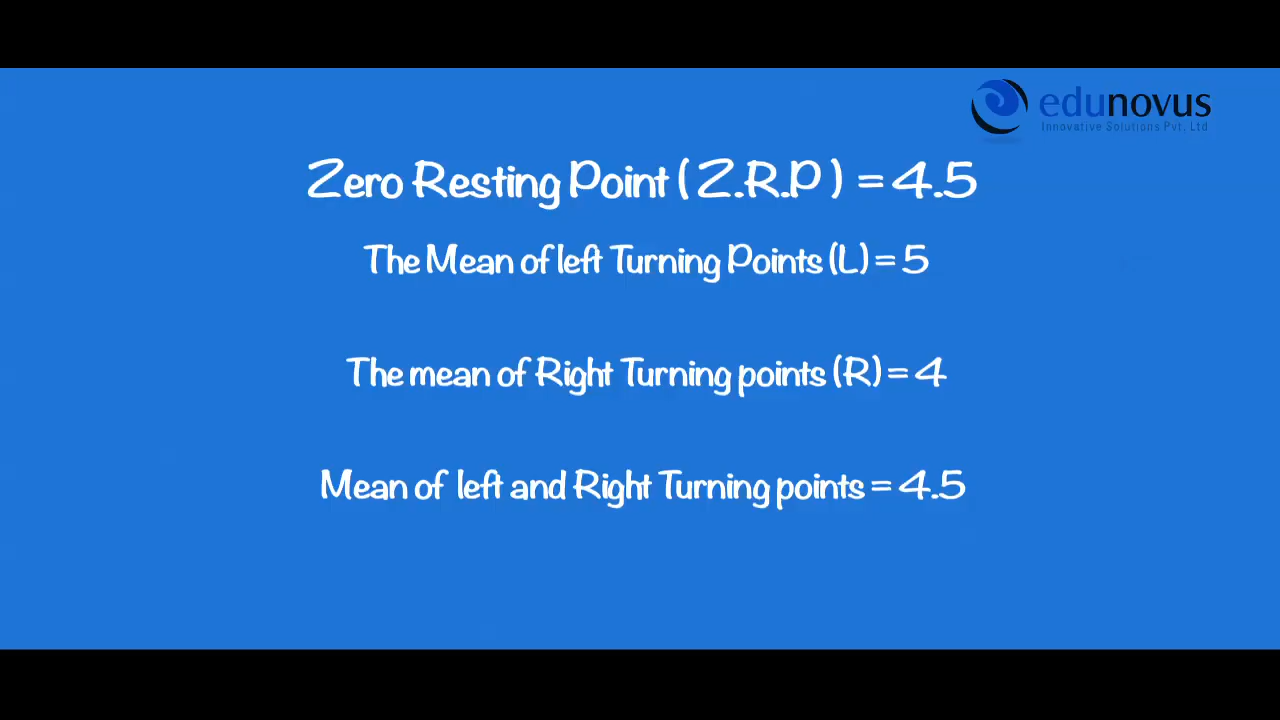 edunovus
Innovative Solutions Pvt. Ltd
Zero Resting Point ( Z.R.P ) = 4.5
The Mean of left Turning Points (L) = 5
The mean of Right Turning points (R) = 4
Mean of left and Right Turning points = 4.5